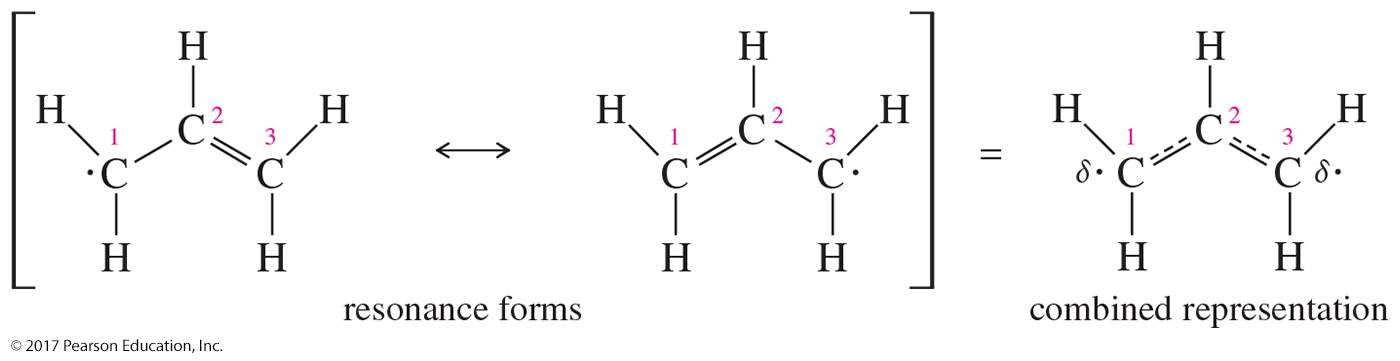 H H H
H 1 C 2 H H 1 C 2 H H 1 C 2 H
3 3 3
·C C C C· = δ· C C δ·
H H H H H H
resonance forms combined representation
© 2017 Pearson Education, Inc.